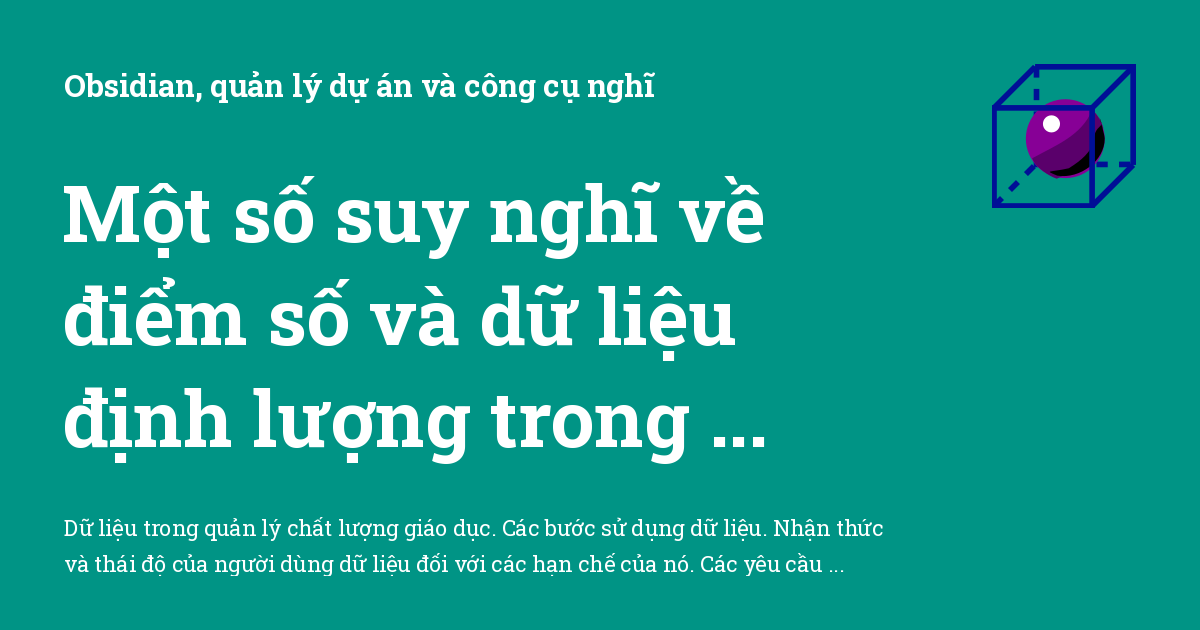 Obsidian, quản lý dự án và công cụ nghĩ
Một số suy nghĩ về
điểm số và dữ liệu
định lượng trong ...
Dữ liệu trong quản lý chất lượng giáo dục. Các bước sử dụng dữ liệu. Nhận thức
và thái độ của người dùng dữ liệu đối với các hạn chế của nó. Các yêu cầu ...